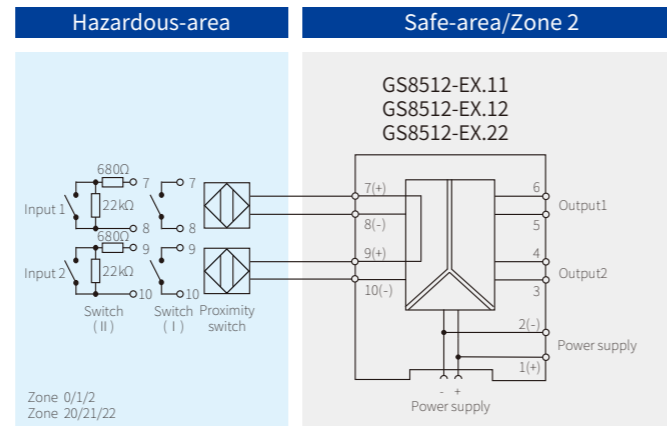 Hazardous-area
Safe-area/Zone 2
GS8512-EX.11
GS8512-EX.12
GS8512-EX.22
680Ω
7
7
Input 1
22kΩ
8
8
680Ω
9
9
Input 2
22kΩ
10
10
Switch
( II )
Switch
( I )
Proximity
switch
7(+)
8(-)
9(+)
10(-)
6
Output1
5
4
Output2
3
2(-)
Power supply
1(+)
- +
Power supply
Zone 0/1/2
Zone 20/21/22